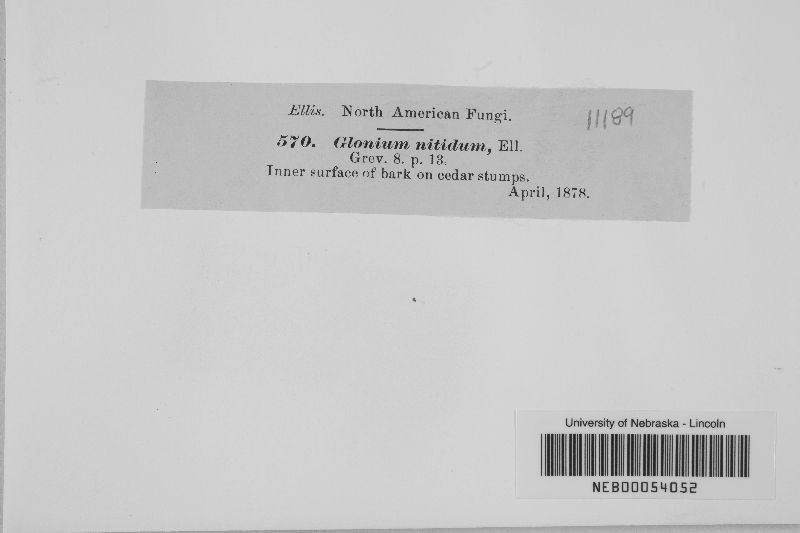 Ellis. North American Fungi.
11189
570. Glonium nitidum, Ell.
Grev. 8. p. 13.
Inner surface of bark on cedar stumps.
April, 1878.
University of Nebraska - Lincoln
NEB00054052